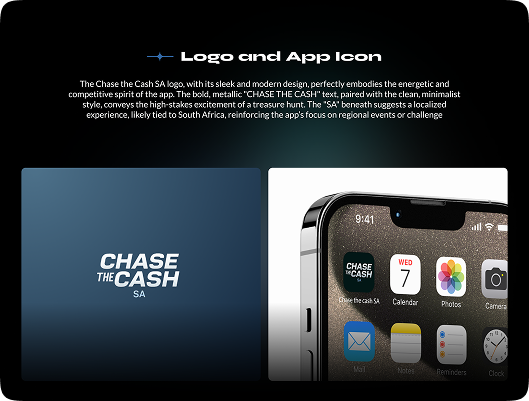 Logo and App Icon
The Chase the Cash SA logo, with its sleek and modern design, perfectly embodies the energetic and
competitive spirit of the app. The bold, metallic "CHASE THE CASH" text, paired with the clean, minimalist
style, conveys the high-stakes excitement of a treasure hunt. The "SA" beneath suggests a localized
experience, likely tied to South Africa, reinforcing the app's focus on regional events or challenge
CHASE
THE CASH
SA
9:41
CHASE
THE CASH
SA
WED
7
Chase the cash SA
Calendar
Photos
Camera
Mail
Notes
Reminders
Clock